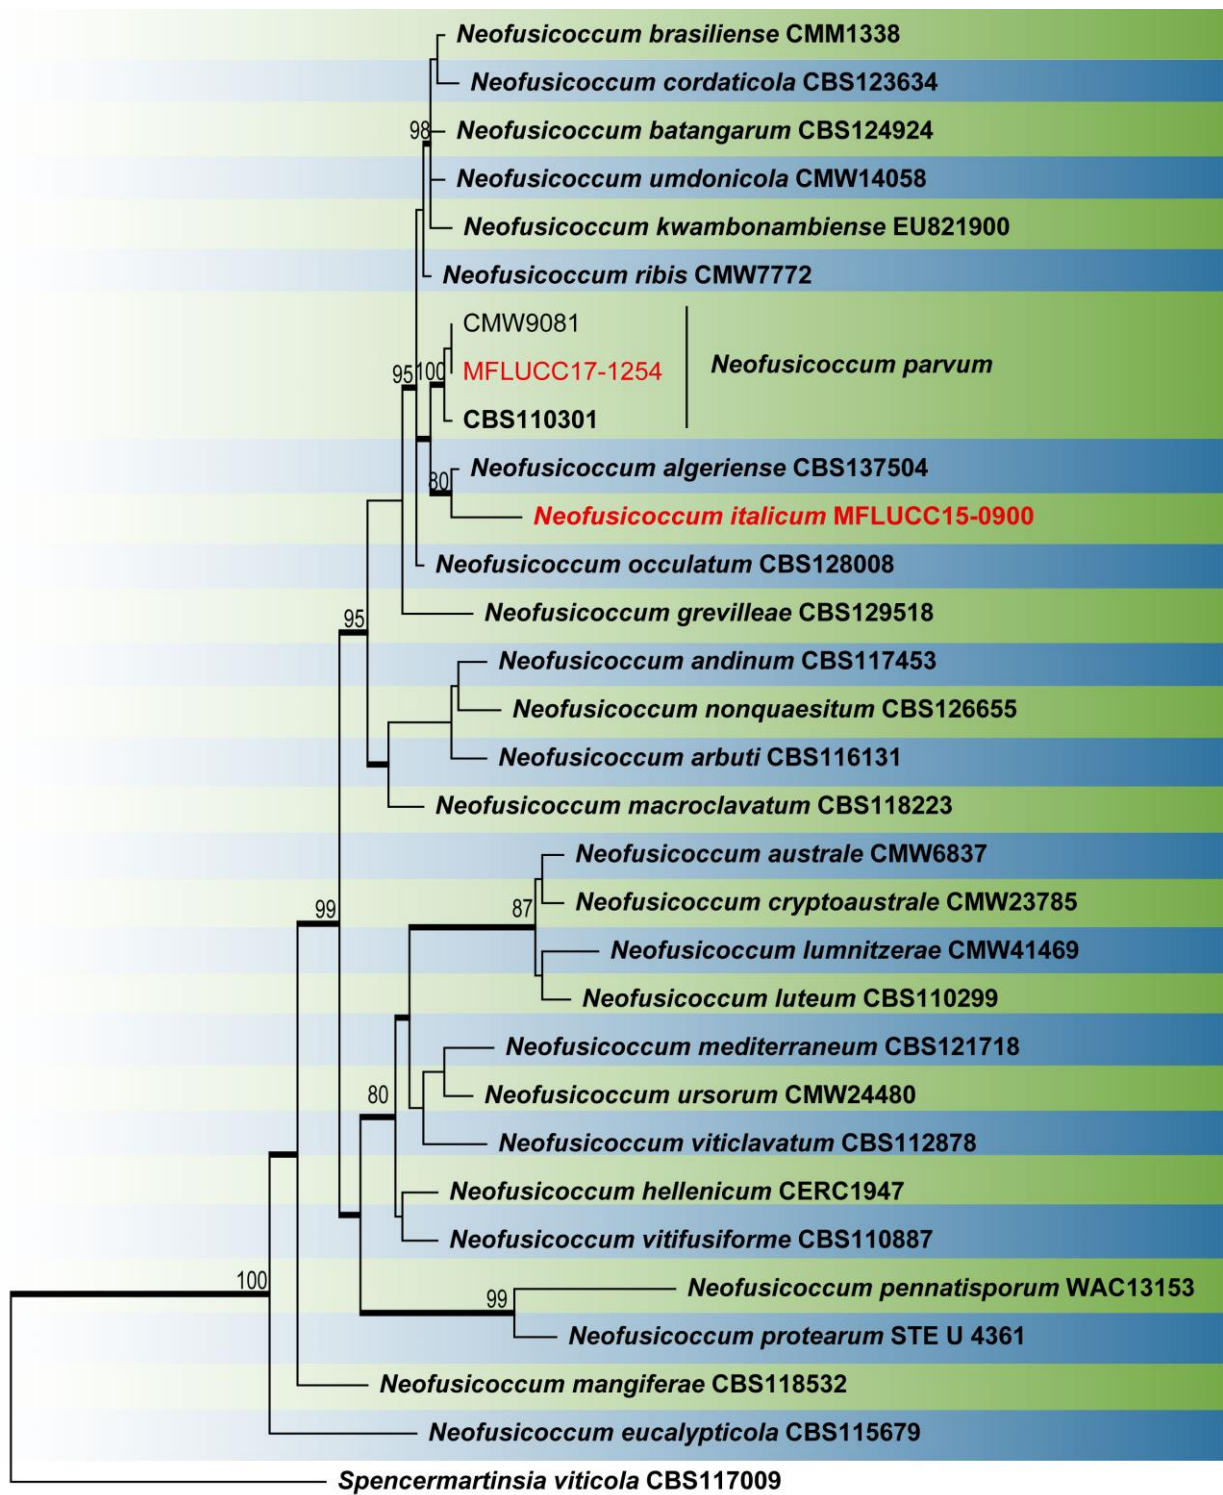 Neofusicoccum brasiliense CMM1338
Neofusicoccum cordaticola CBS123634
98
Neofusicoccum batangarum CBS124924
Neofusicoccum umdonicola CMW14058
Neofusicoccum kwambonambiense EU821900
Neofusicoccum ribis CMW7772
CMW9081
95 100 MFLUCC17-1254 Neofusicoccum parvum
CBS110301
Neofusicoccum algeriense CBS137504
80
Neofusicoccum italicum MFLUCC15-0900
Neofusicoccum occulatum CBS128008
Neofusicoccum grevilleae CBS129518
95
Neofusicoccum andinum CBS117453
Neofusicoccum nonquaesitum CBS126655
Neofusicoccum arbuti CBS116131
Neofusicoccum macroclavatum CBS118223
Neofusicoccum australe CMW6837
Neofusicoccum cryptoaustrale CMW23785
99 87
Neofusicoccum lumnitzerae CMW41469
Neofusicoccum luteum CBS110299
Neofusicoccum mediterraneum CBS121718
80
Neofusicoccum ursorum CMW24480
Neofusicoccum viticlavatum CBS112878
Neofusicoccum hellenicum CERC1947
Neofusicoccum vitifusiforme CBS110887
100
Neofusicoccum pennatisporum WAC13153
99
Neofusicoccum protearum STE U 4361
Neofusicoccum mangiferae CBS118532
Neofusicoccum eucalypticola CBS115679
Spencermartinsia viticola CBS117009